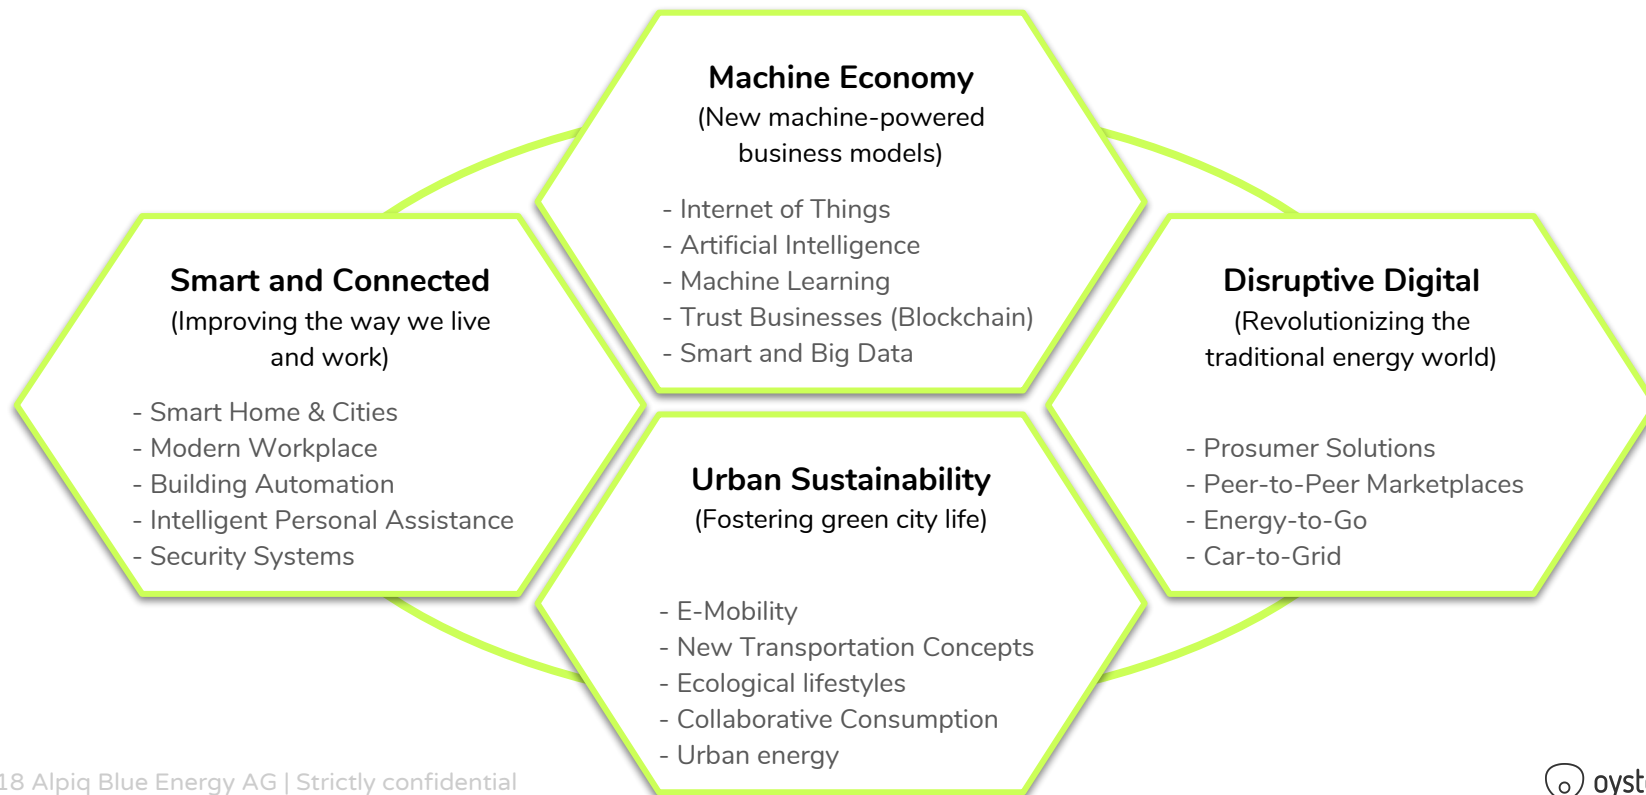 Machine Economy
(New machine-powered
business models)
- Internet of Things
- Artificial Intelligence
- Machine Learning
- Trust Businesses (Blockchain)
- Smart and Big Data
Smart and Connected
(Improving the way we live
and work)
- Smart Home & Cities
- Modern Workplace
- Building Automation
- Intelligent Personal Assistance
- Security Systems
Disruptive Digital
(Revolutionizing the
traditional energy world)
- Prosumer Solutions
- Peer-to-Peer Marketplaces
- Energy-to-Go
- Car-to-Grid
Urban Sustainability
(Fostering green city life)
- E-Mobility
- New Transportation Concepts
- Ecological lifestyles
- Collaborative Consumption
- Urban energy
18 Alpiq Blue Energy AG | Strictly confidential